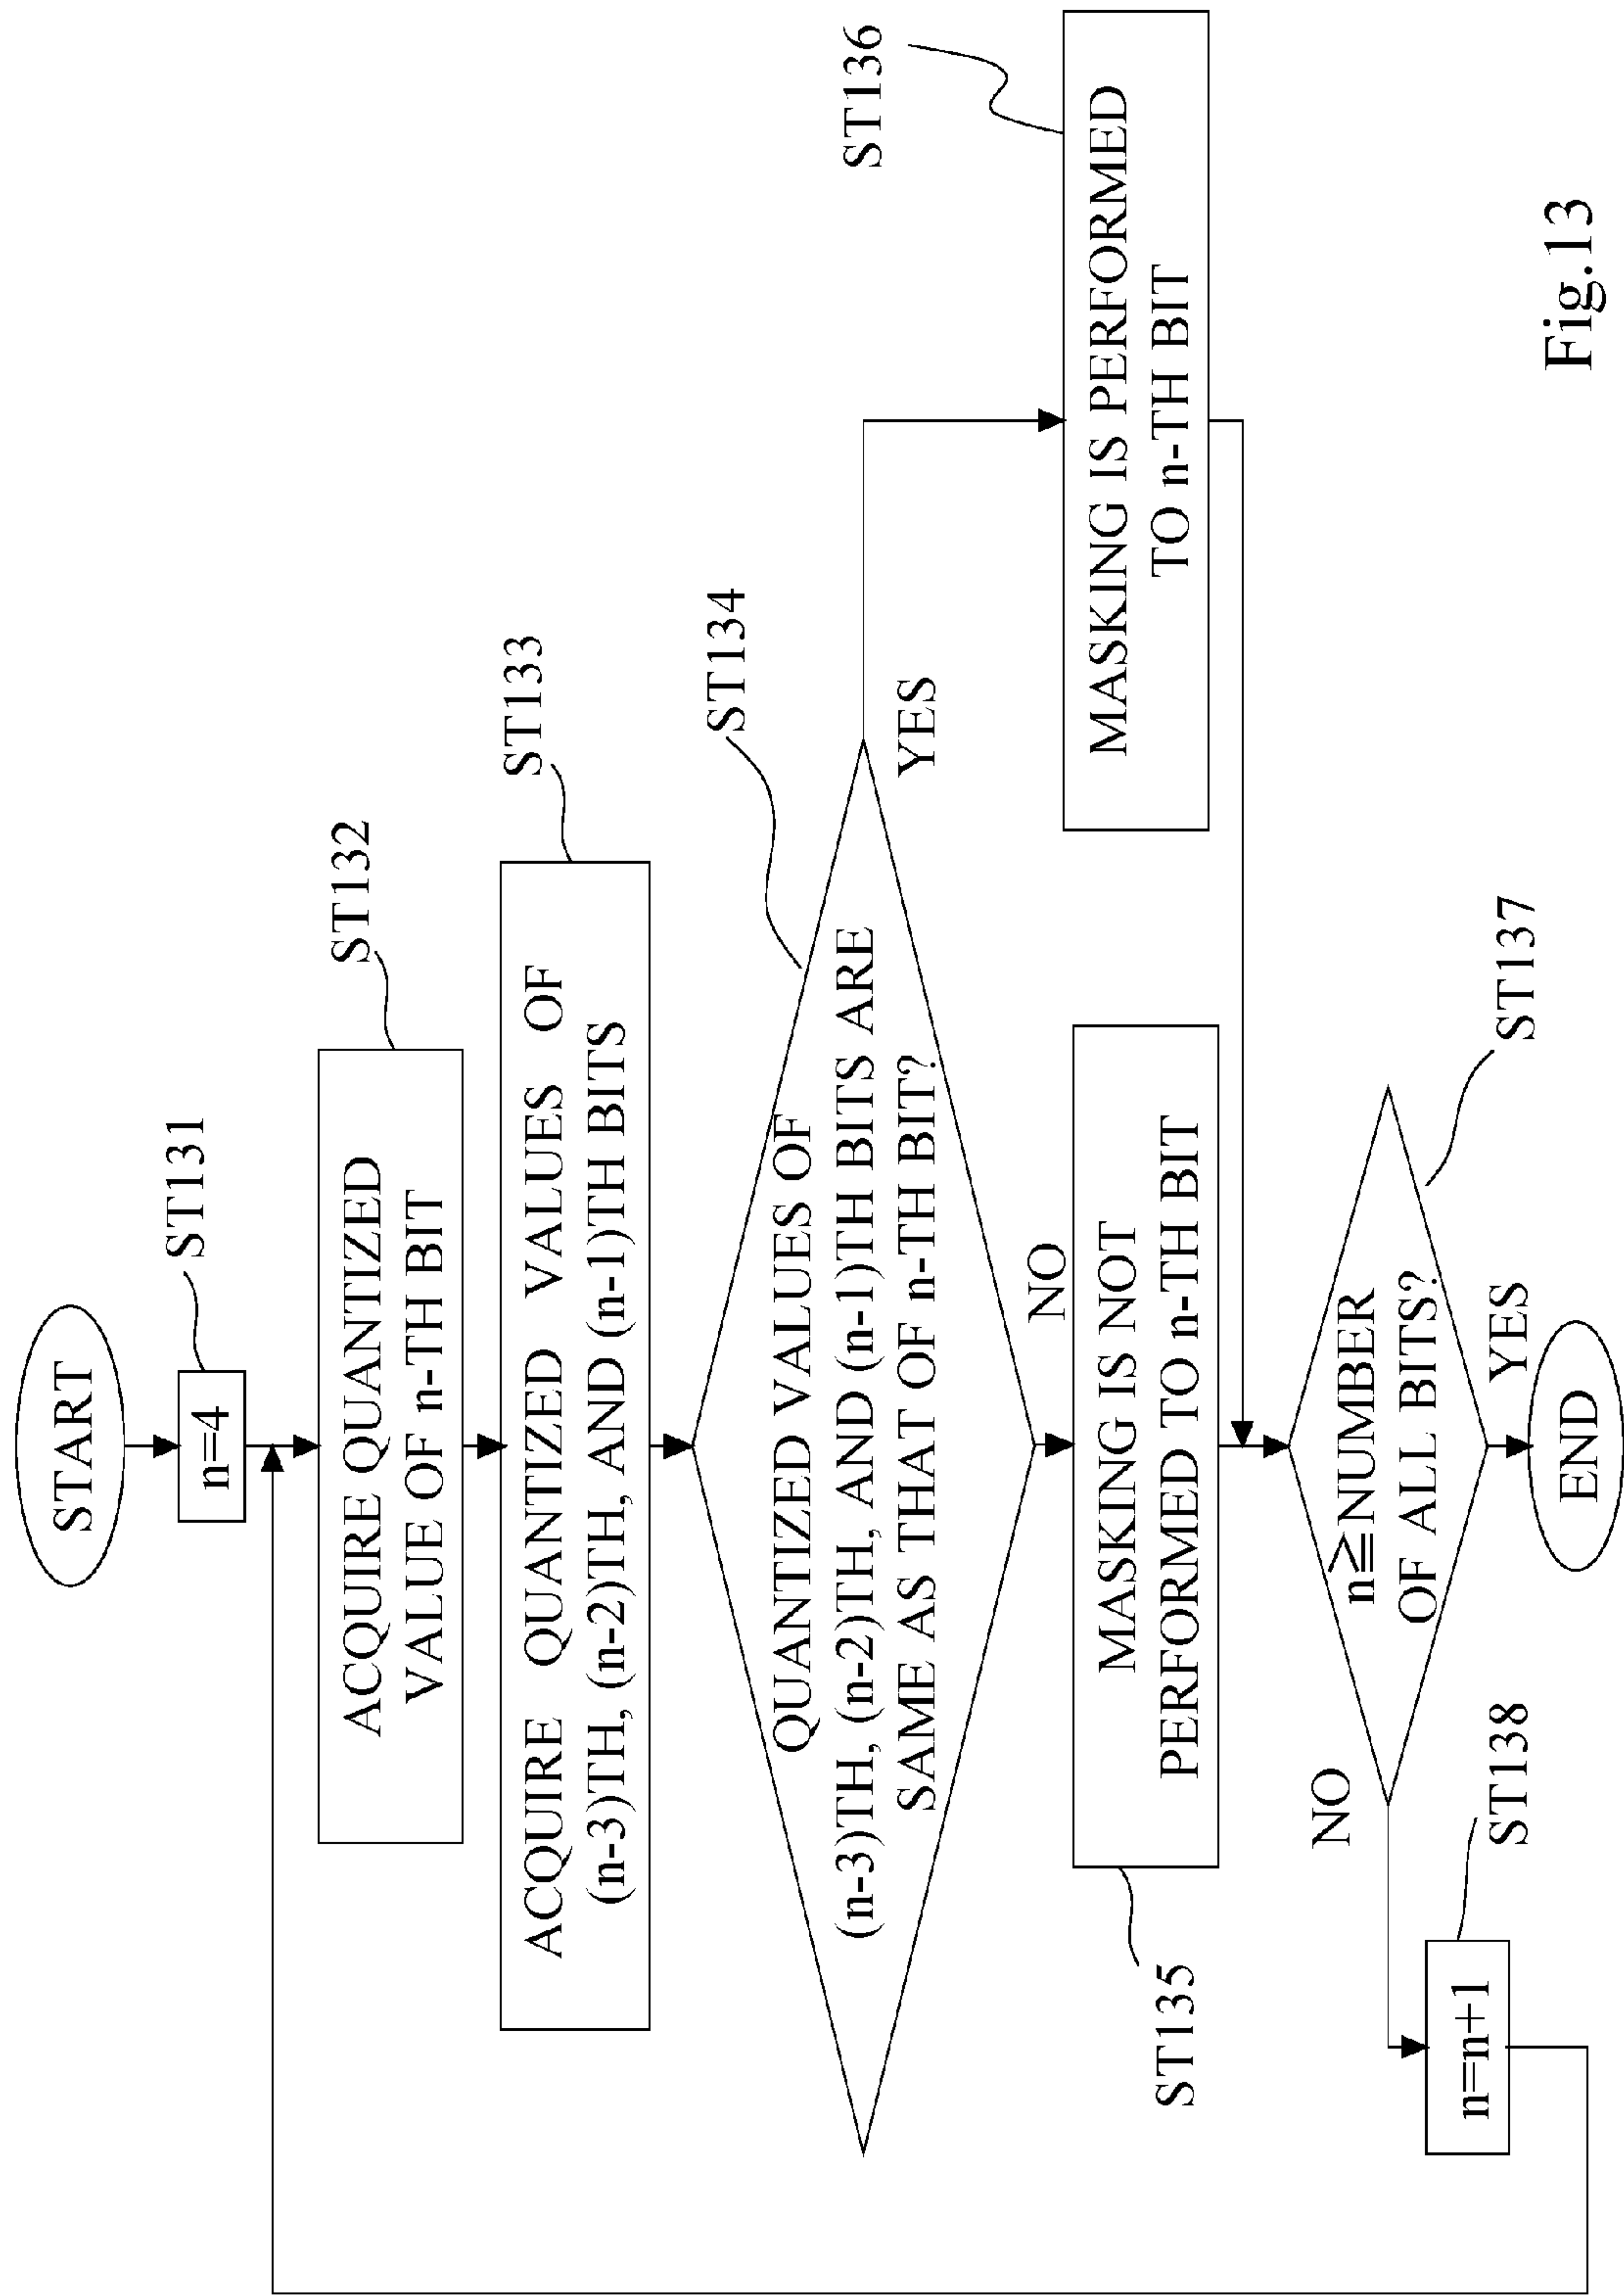 START
ST131
n=4
ST132
ACQUIRE QUANTIZED
VALUE OF n-TH BIT
ST133
ACQUIRE QUANTIZED VALUES OF
(n-3)TH, (n-2)TH, AND (n-1)TH BITS
ST134
QUANTIZED VALUES OF
(n-3)TH, (n-2)TH, AND (n-1)TH BITS ARE
SAME AS THAT OF n-TH BIT?
YES
NO
ST136
MASKING IS PERFORMED
TO n-TH BIT
ST135
MASKING IS NOT
PERFORMED TO n-TH BIT
ST137
n≧NUMBER
OF ALL BITS?
NO
YES
ST138
n=n+1
END
Fig.13